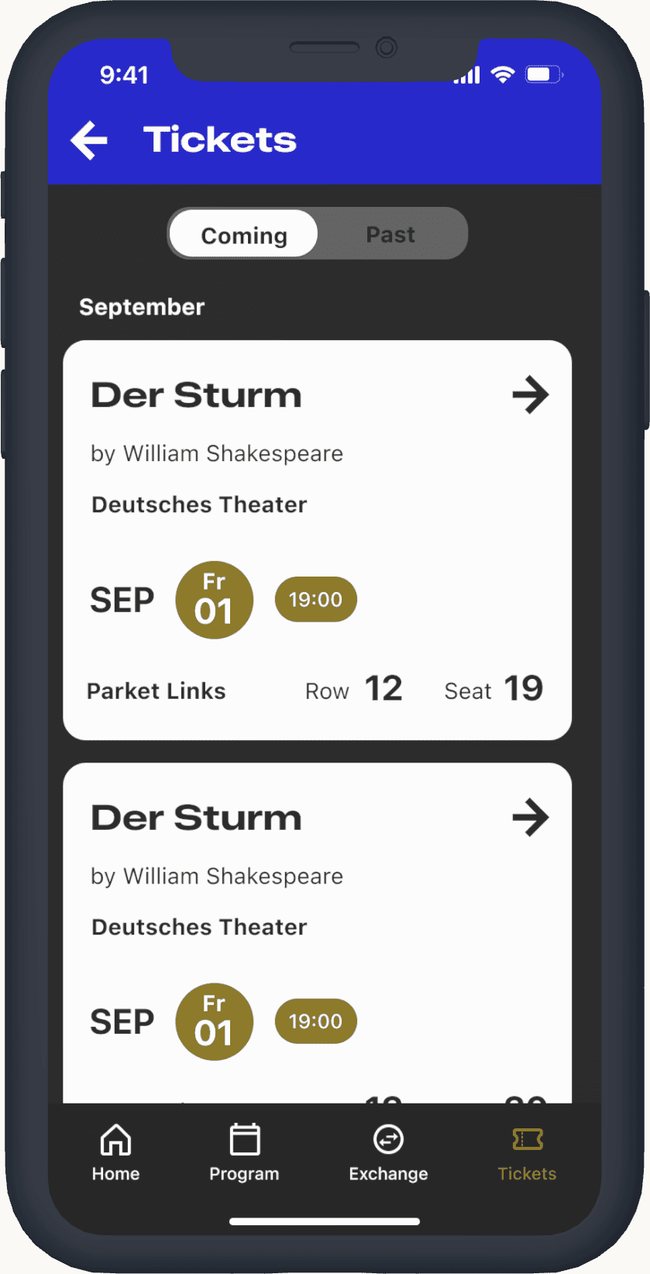 9:41
Tickets
Coming Past
September
Der Sturm
by William Shakespeare
Deutsches Theater
SEP Fr 01 19:00
Parket Links Row 12 Seat 19
Der Sturm
by William Shakespeare
Deutsches Theater
SEP Fr 01 19:00
Home Program Exchange Tickets